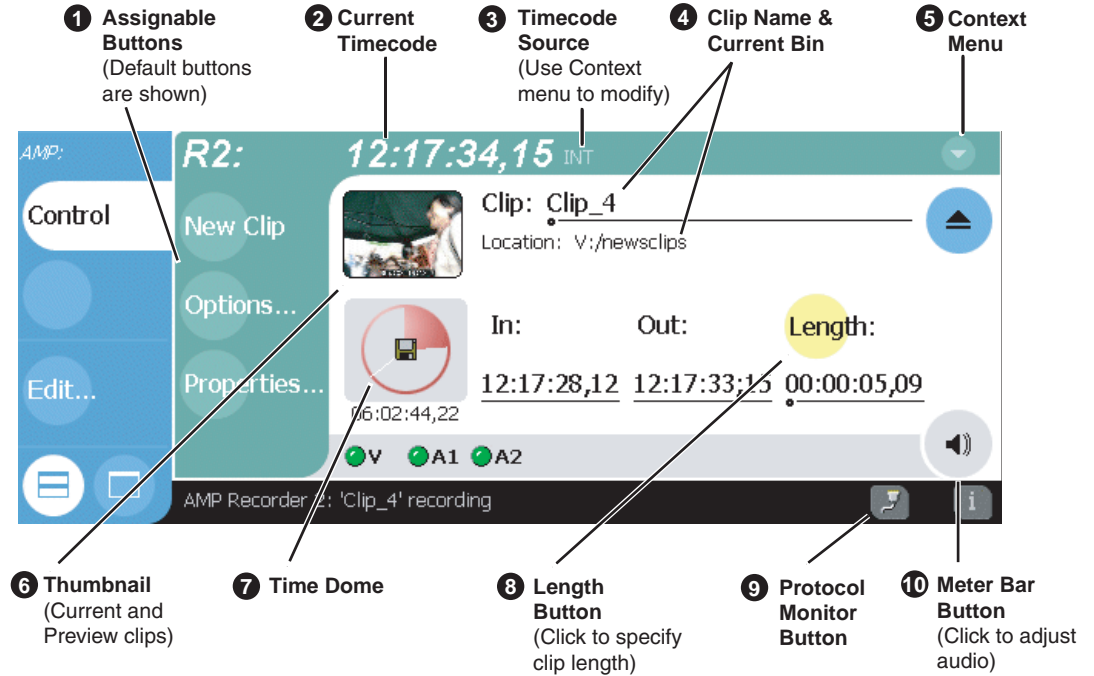 1 Assignable
Buttons
(Default buttons
are shown)
2 Current
Timecode
3 Timecode
Source
(Use Context
menu to modify)
4 Clip Name &
Current Bin
5 Context
Menu
AMP:
Control
Edit...
R2:
12:17:34,15 INT
New Clip
Options...
Properties...
Clip: Clip_4
Location: V:/newsclips
In:
Out:
Length:
12:17:28,12 12:17:33;15 00:00:05,09
06:02:44,22
V A1 A2
AMP Recorder 2: 'Clip_4' recording
i
6 Thumbnail
(Current and
Preview clips)
7 Time Dome
8 Length
Button
(Click to specify
clip length)
9 Protocol
Monitor
Button
10 Meter Bar
Button
(Click to adjust
audio)